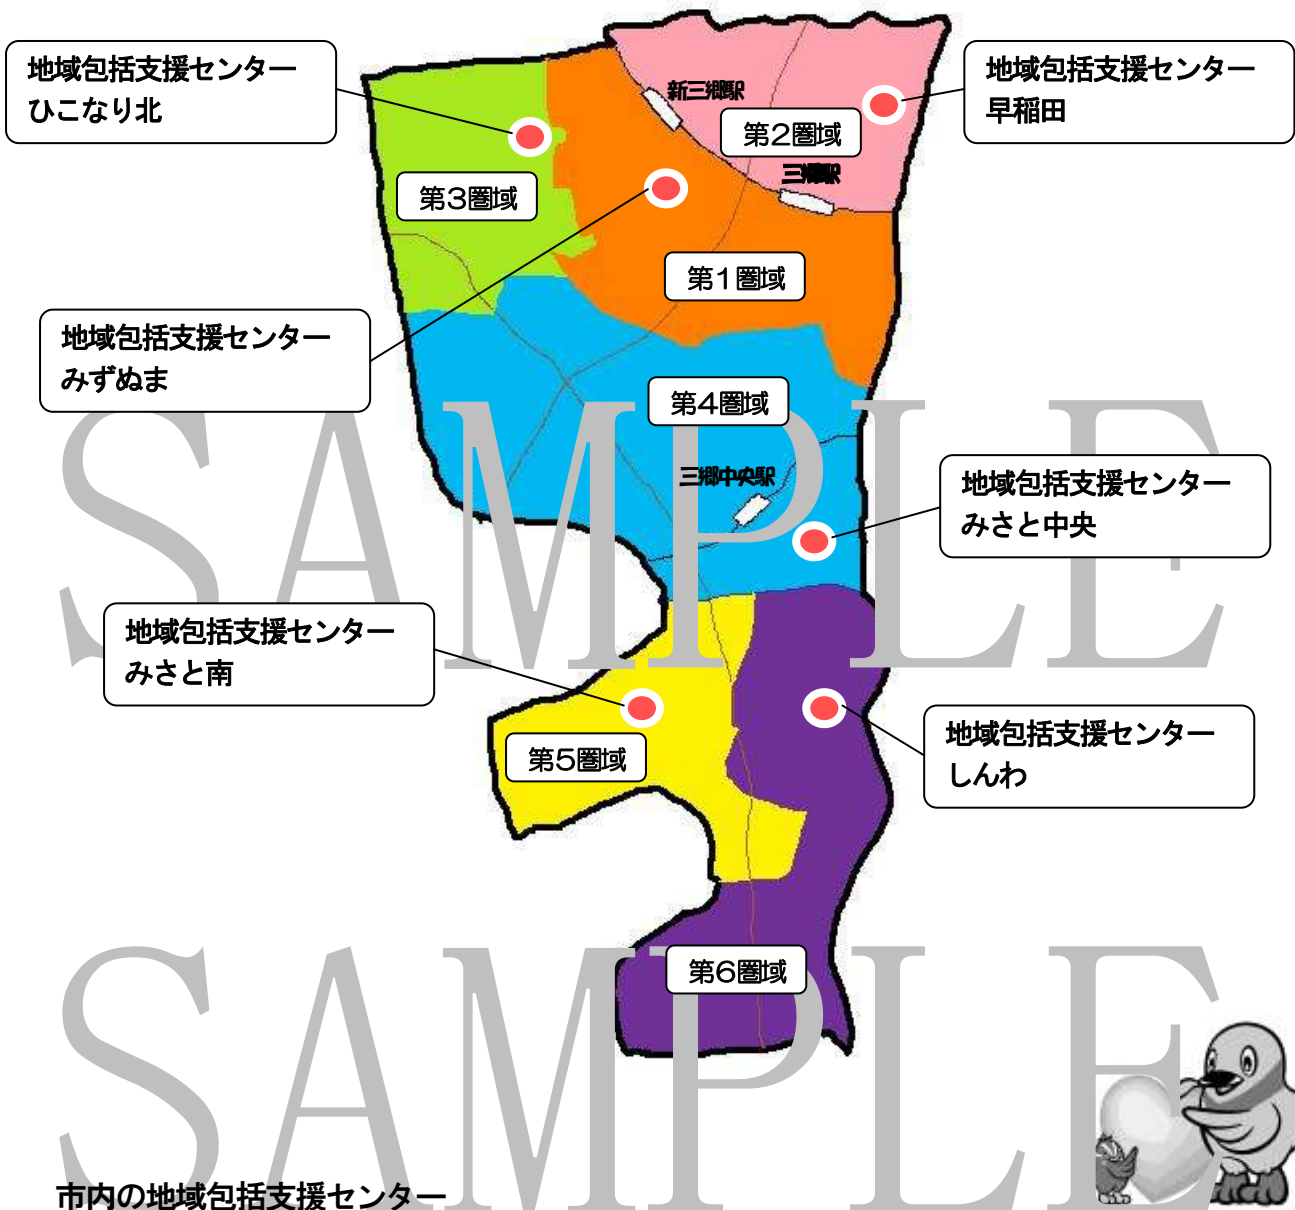 地域包括支援センター
ひこなり北
地域包括支援センター
早稲田
新三郷駅
第2圏域
三郷駅
第3圏域
第1圏域
地域包括支援センター
みずぬま
第4圏域
三郷中央駅
地域包括支援センター
みさと中央
地域包括支援センター
みさと南
地域包括支援センター
しんわ
第5圏域
第6圏域
SAMPLE
SAMPLE
市内の地域包括支援センター